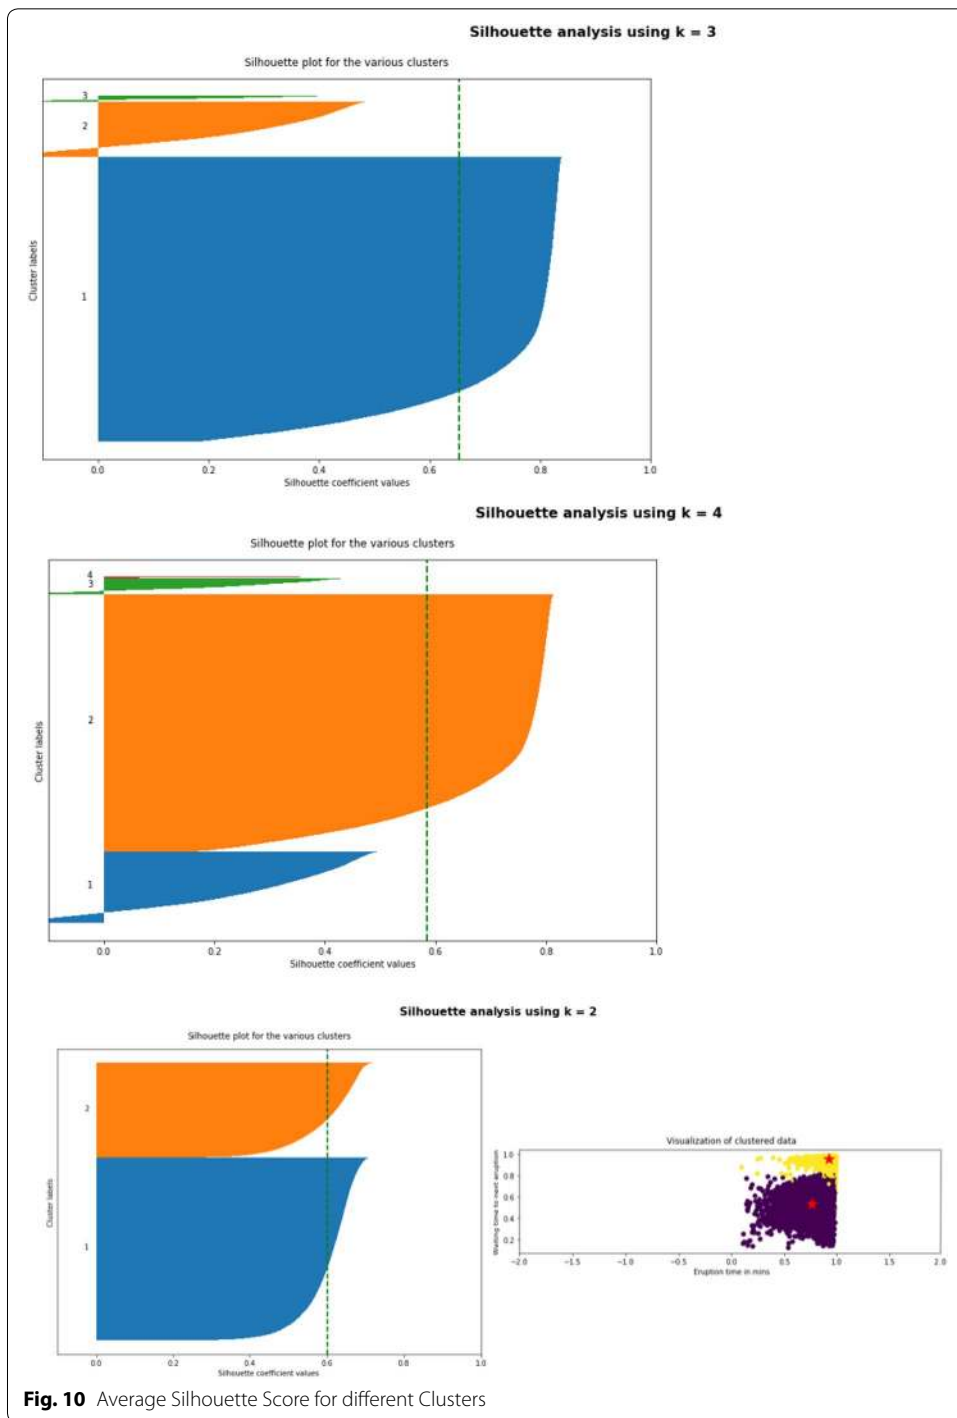 Silhouette analysis using k = 3
Silhouette plot for the various clusters
3
2
1
Cluster labels
0.0 0.2 0.4 0.6 0.8 1.0
Silhouette coefficient values
Silhouette analysis using k = 4
Silhouette plot for the various clusters
4
3
2
1
Cluster labels
0.0 0.2 0.4 0.6 0.8 1.0
Silhouette coefficient values
Silhouette analysis using k = 2
Silhouette plot for the various clusters
2
1
Cluster labels
0.0 0.2 0.4 0.6 0.8 1.0
Silhouette coefficient values
Visualization of clustered data
Waiting time to next eruption
1.0
0.8
0.6
0.4
0.2
−2.0 −1.5 −1.0 −0.5 0.0 0.5 1.0 1.5 2.0
Eruption time in mins
Fig. 10 Average Silhouette Score for different Clusters